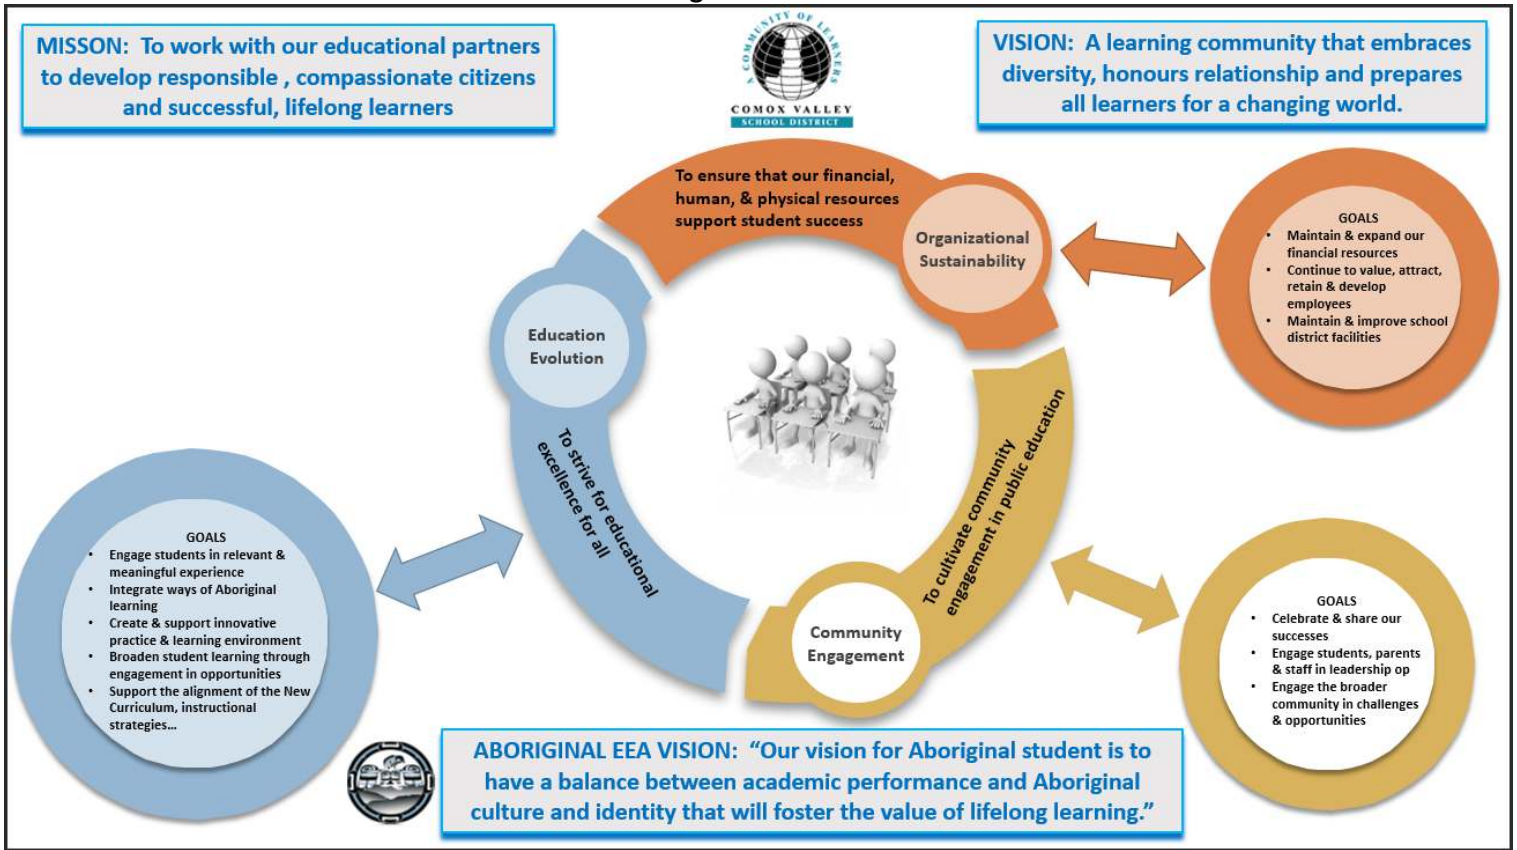 MISSON: To work with our educational partners
to develop responsible , compassionate citizens
and successful, lifelong learners
A COMMUNITY OF LEARNERS
COMOX VALLEY
SCHOOL DISTRICT
VISION: A learning community that embraces
diversity, honours relationship and prepares
all learners for a changing world.
To ensure that our financial,
human, & physical resources
support student success
Organizational
Sustainability
GOALS
• Maintain & expand our
financial resources
• Continue to value, attract,
retain & develop
employees
• Maintain & improve school
district facilities
Education
Evolution
To strive for educational
excellence for all
GOALS
• Engage students in relevant &
meaningful experience
• Integrate ways of Aboriginal
learning
• Create & support innovative
practice & learning environment
• Broaden student learning through
engagement in opportunities
• Support the alignment of the New
Curriculum, instructional
strategies…
To cultivate community
engagement in public education
Community
Engagement
GOALS
• Celebrate & share our
successes
• Engage students, parents
& staff in leadership op
• Engage the broader
community in challenges
& opportunities
ABORIGINAL EEA VISION: “Our vision for Aboriginal student is to
have a balance between academic performance and Aboriginal
culture and identity that will foster the value of lifelong learning.”